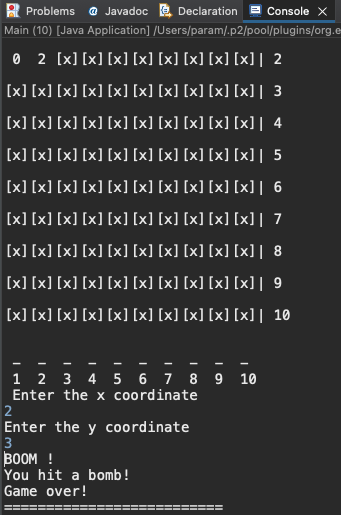 Problems @ Javadoc Declaration Console
Main (10) [Java Application] /Users/param/.p2/pool/plugins/org.e
0 2 [x][x][x][x][x][x][x][x]| 2
[x][x][x][x][x][x][x][x][x][x]| 3
[x][x][x][x][x][x][x][x][x][x]| 4
[x][x][x][x][x][x][x][x][x][x]| 5
[x][x][x][x][x][x][x][x][x][x]| 6
[x][x][x][x][x][x][x][x][x][x]| 7
[x][x][x][x][x][x][x][x][x][x]| 8
[x][x][x][x][x][x][x][x][x][x]| 9
[x][x][x][x][x][x][x][x][x][x]| 10
_ _ _ _ _ _ _ _ _ _
1 2 3 4 5 6 7 8 9 10
Enter the x coordinate
2
Enter the y coordinate
3
BOOM !
You hit a bomb!
Game over!
==========================